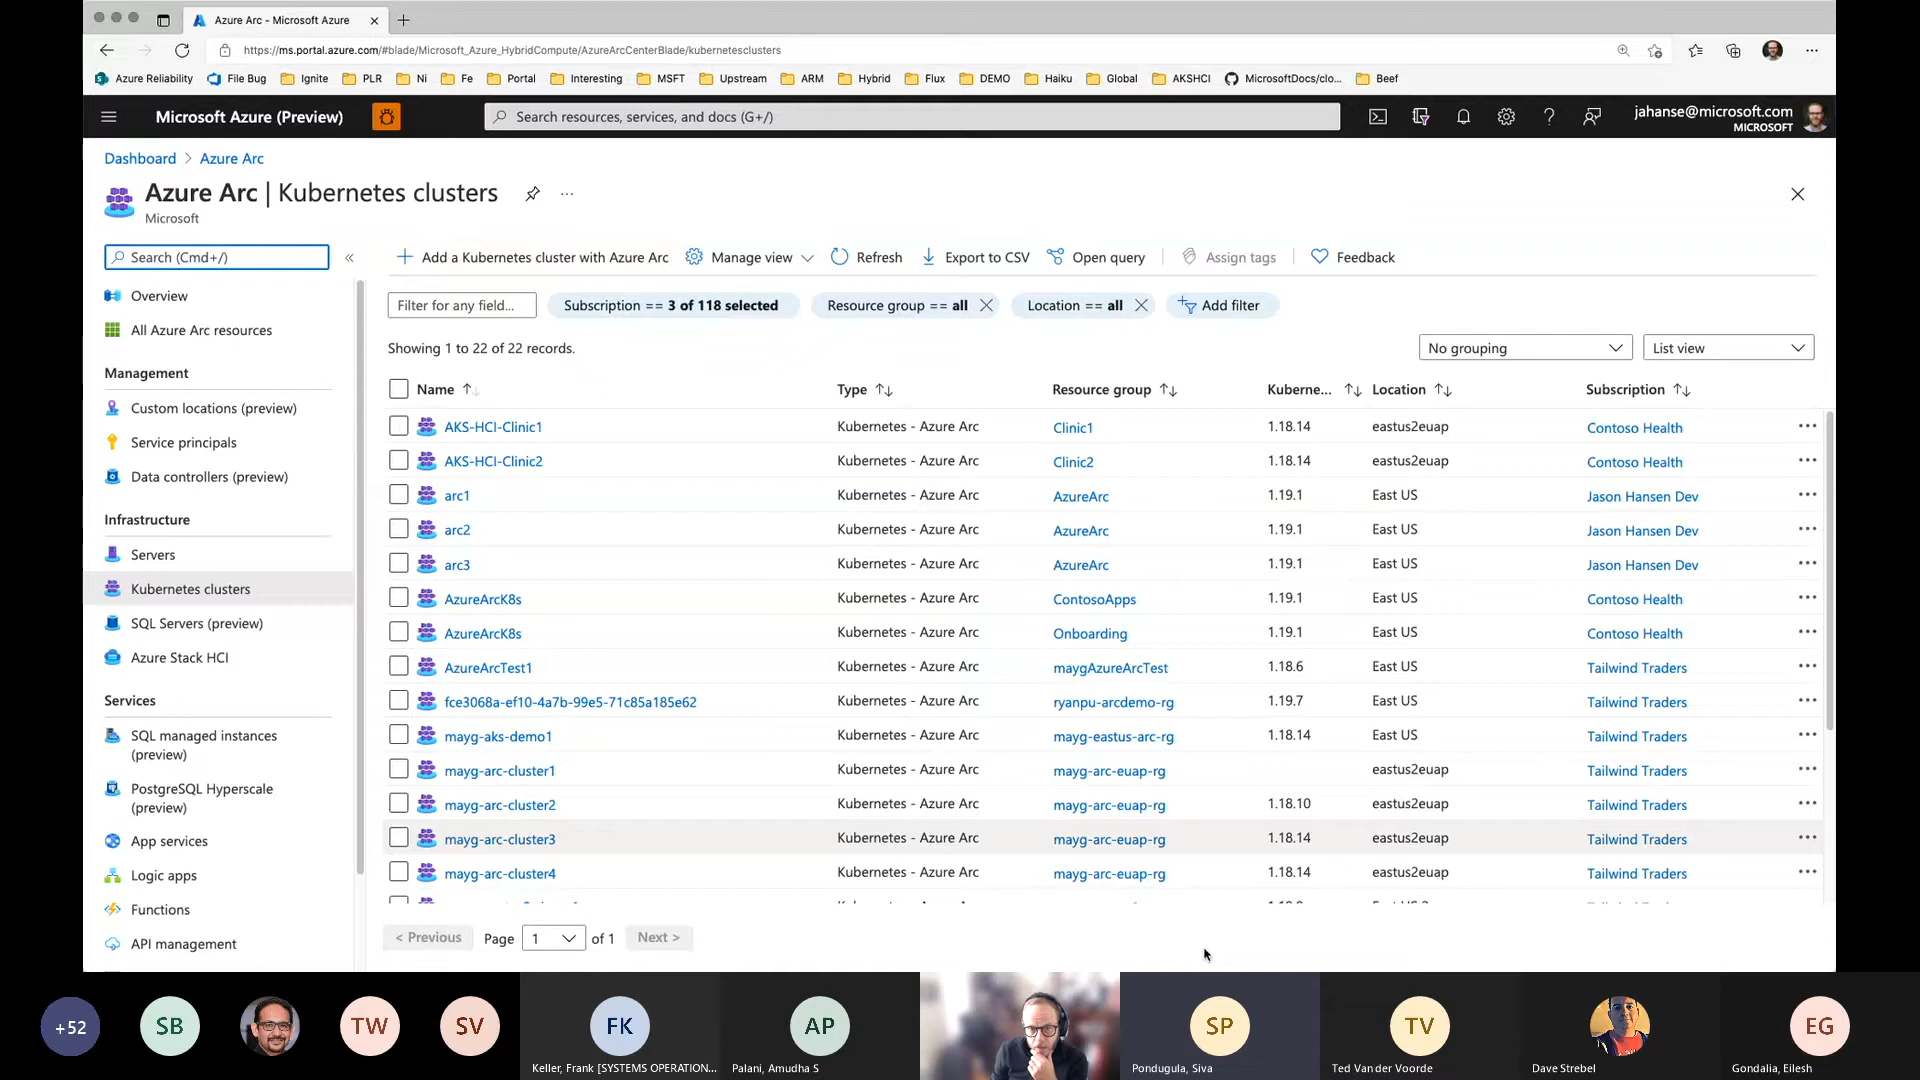 Azure Arc - Microsoft Azure
https://ms.portal.azure.com/#blade/Microsoft_Azure_HybridCompute/AzureArcCenterBlade/kubernetesclusters
Azure Reliability File Bug Ignite PLR Ni Fe Portal Interesting MSFT Upstream ARM Hybrid Flux DEMO Haiku Global AKSHCI MicrosoftDocs/clo... Beef
Microsoft Azure (Preview)
Search resources, services, and docs (G+/)
jahanse@microsoft.com
MICROSOFT
Dashboard > Azure Arc
Azure Arc | Kubernetes clusters
Microsoft
Search (Cmd+/)
Overview
All Azure Arc resources
Management
Custom locations (preview)
Service principals
Data controllers (preview)
Infrastructure
Servers
Kubernetes clusters
SQL Servers (preview)
Azure Stack HCI
Services
SQL managed instances
(preview)
PostgreSQL Hyperscale
(preview)
App services
Logic apps
Functions
API management
Add a Kubernetes cluster with Azure Arc Manage view Refresh Export to CSV Open query Assign tags Feedback
Filter for any field... Subscription == 3 of 118 selected Resource group == all Location == all Add filter
Showing 1 to 22 of 22 records.
No grouping List view
Name Type Resource group Kuberne... Location Subscription
AKS-HCI-Clinic1 Kubernetes - Azure Arc Clinic1 1.18.14 eastus2euap Contoso Health
AKS-HCI-Clinic2 Kubernetes - Azure Arc Clinic2 1.18.14 eastus2euap Contoso Health
arc1 Kubernetes - Azure Arc AzureArc 1.19.1 East US Jason Hansen Dev
arc2 Kubernetes - Azure Arc AzureArc 1.19.1 East US Jason Hansen Dev
arc3 Kubernetes - Azure Arc AzureArc 1.19.1 East US Jason Hansen Dev
AzureArcK8s Kubernetes - Azure Arc ContosoApps 1.19.1 East US Contoso Health
AzureArcK8s Kubernetes - Azure Arc Onboarding 1.19.1 East US Contoso Health
AzureArcTest1 Kubernetes - Azure Arc maygAzureArcTest 1.18.6 East US Tailwind Traders
fce3068a-ef10-4a7b-99e5-71c85a185e62 Kubernetes - Azure Arc ryanpu-arcdemo-rg 1.19.7 East US Tailwind Traders
mayg-aks-demo1 Kubernetes - Azure Arc mayg-eastus-arc-rg 1.18.14 East US Tailwind Traders
mayg-arc-cluster1 Kubernetes - Azure Arc mayg-arc-euap-rg eastus2euap Tailwind Traders
mayg-arc-cluster2 Kubernetes - Azure Arc mayg-arc-euap-rg 1.18.10 eastus2euap Tailwind Traders
mayg-arc-cluster3 Kubernetes - Azure Arc mayg-arc-euap-rg 1.18.14 eastus2euap Tailwind Traders
mayg-arc-cluster4 Kubernetes - Azure Arc mayg-arc-euap-rg 1.18.14 eastus2euap Tailwind Traders
< Previous Page 1 of 1 Next >
+52 SB TW SV FK AP SP TV EG
Keller, Frank [SYSTEMS OPERATION... Palani, Amudha S Pondugula, Siva Ted Van der Voorde Dave Strebel Gondalia, Eilesh